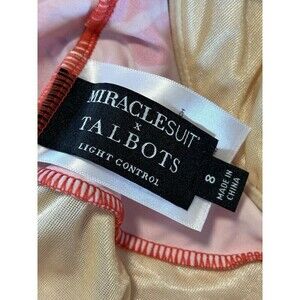 MIRACLESUIT®
x
TALBOTS
LIGHT CONTROL
8
MADE IN
CHINA